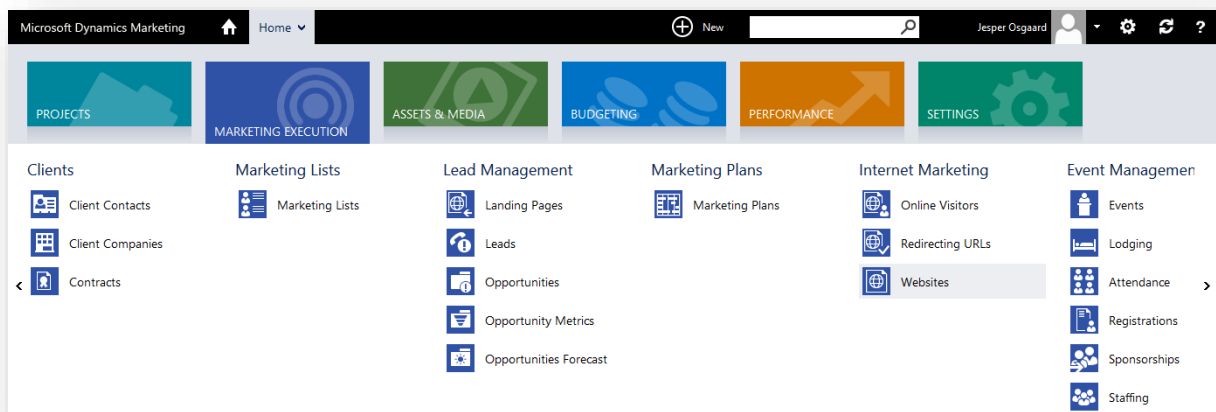 Microsoft Dynamics Marketing
Home
New
Jesper Osgaard
?
PROJECTS
MARKETING EXECUTION
ASSETS & MEDIA
BUDGETING
PERFORMANCE
SETTINGS
Clients
Client Contacts
Client Companies
Contracts
Marketing Lists
Marketing Lists
Lead Management
Landing Pages
Leads
Opportunities
Opportunity Metrics
Opportunities Forecast
Marketing Plans
Marketing Plans
Internet Marketing
Online Visitors
Redirecting URLs
Websites
Event Managemen
Events
Lodging
Attendance
Registrations
Sponsorships
Staffing